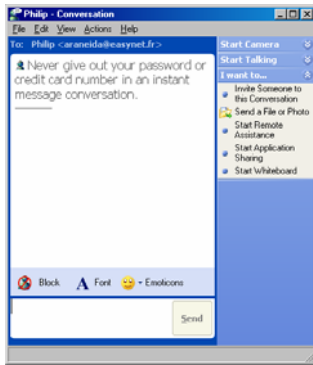 Philip - Conversation
File Edit View Actions Help
To: Philip <caraneida@easynet.fr>
Never give out your password or
credit card number in an instant
message conversation.
Block Font Emoticons
Send
Start Camera
Start Talking
I want to...
Invite Someone to
this Conversation
Send a File or Photo
Start Remote
Assistance
Start Application
Sharing
Start Whiteboard